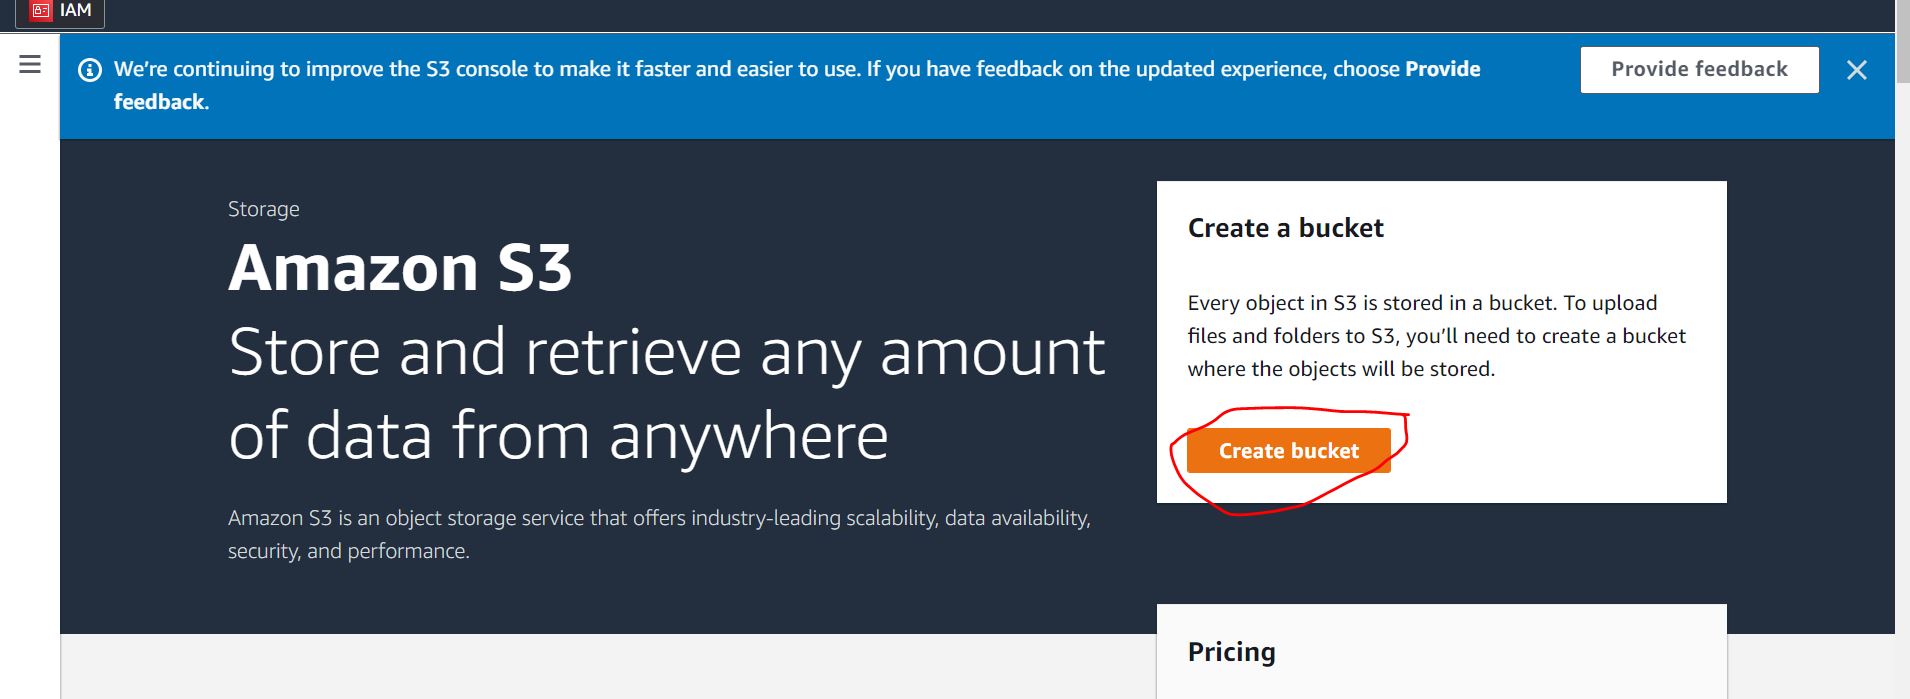 IAM
We’re continuing to improve the S3 console to make it faster and easier to use. If you have feedback on the updated experience, choose Provide
feedback.
Provide feedback
Storage
Amazon S3
Store and retrieve any amount
of data from anywhere
Amazon S3 is an object storage service that offers industry-leading scalability, data availability,
security, and performance.
Create a bucket
Every object in S3 is stored in a bucket. To upload
files and folders to S3, you’ll need to create a bucket
where the objects will be stored.
Create bucket
Pricing